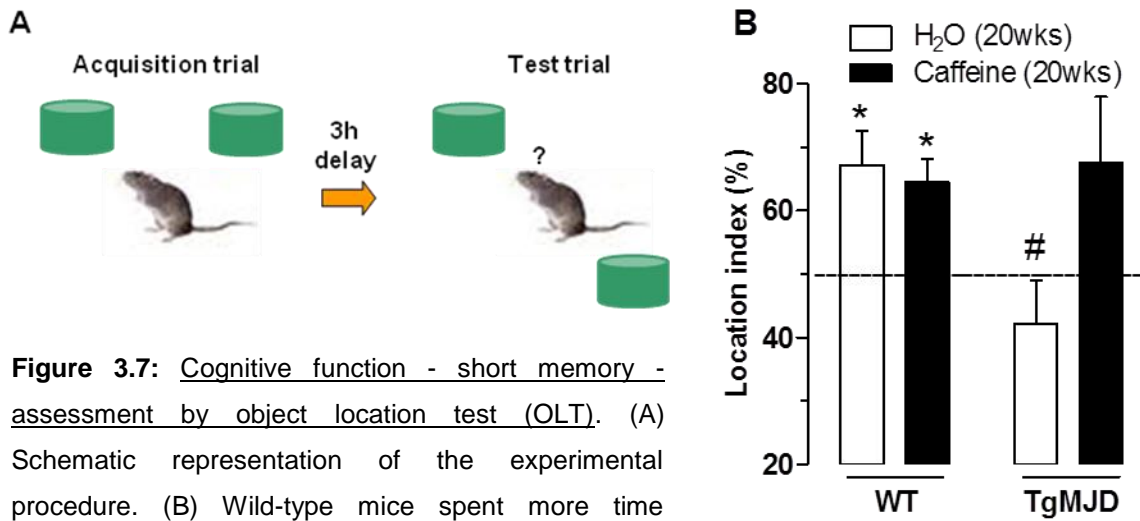 A
Acquisition trial
Test trial
3h
delay
?
B
H₂O (20wks)
Caffeine (20wks)
80
60
40
20
Location index (%)
*
*
#
WT
TgMJD
Figure 3.7: Cognitive function - short memory -
assessment by object location test (OLT). (A)
Schematic representation of the experimental
procedure. (B) Wild-type mice spent more time